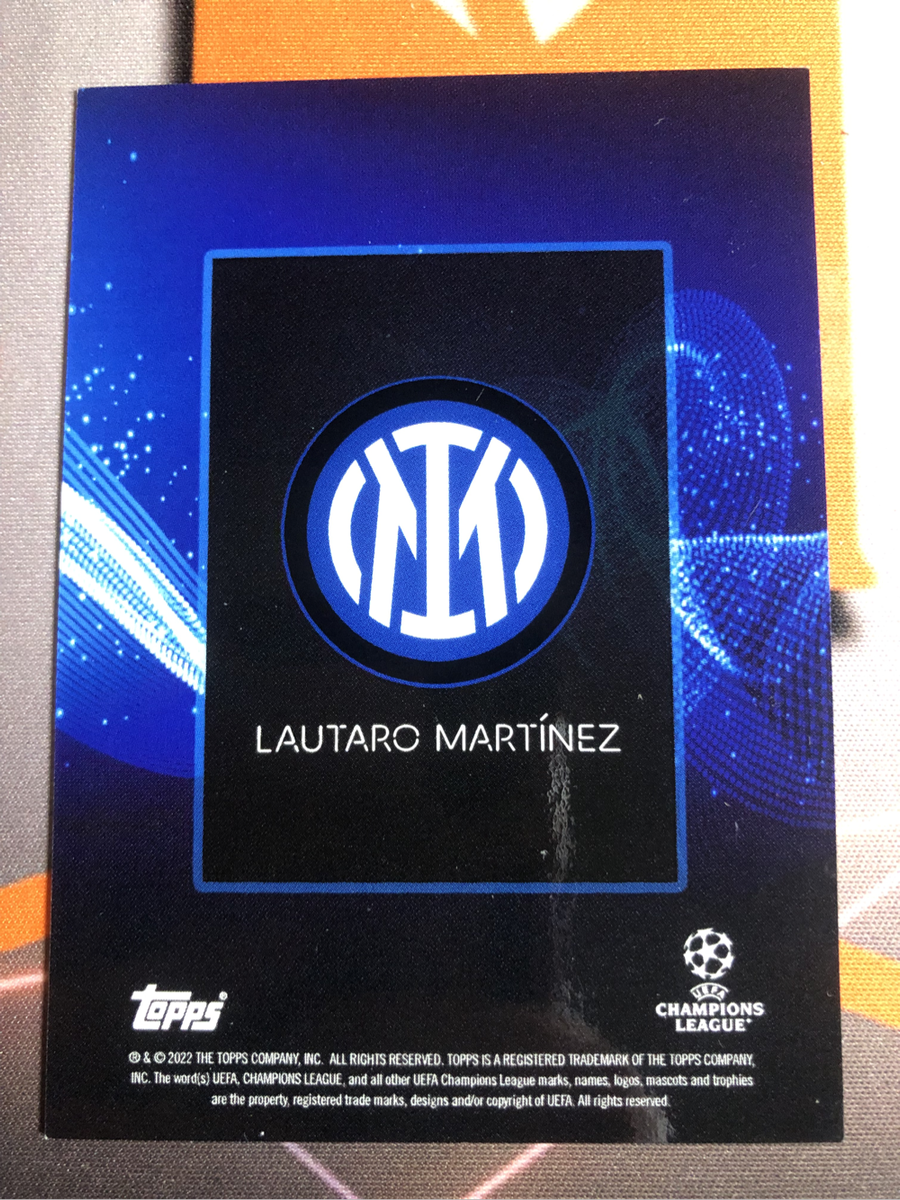 IM
LAUTARO MARTÍNEZ
TOPPS®
UEFA
CHAMPIONS
LEAGUE®
® & © 2022 THE TOPPS COMPANY, INC. ALL RIGHTS RESERVED. TOPPS IS A REGISTERED TRADEMARK OF THE TOPPS COMPANY,
INC. The word(s) UEFA, CHAMPIONS LEAGUE, and all other UEFA Champions League marks, names, logos, mascots and trophies
are the property, registered trade marks, designs and/or copyright of UEFA. All rights reserved.